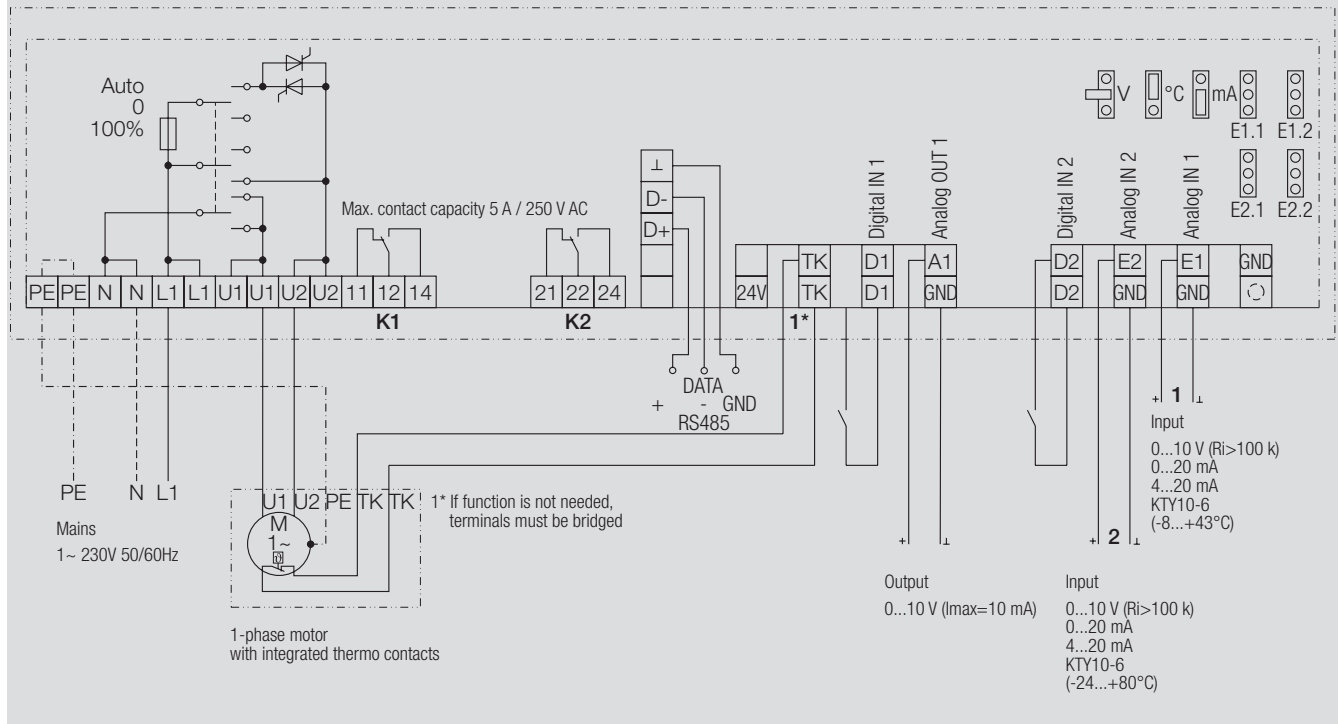 Auto
0
100%
Max. contact capacity 5 A / 250 V AC
⊥
D-
D+
Digital IN 1
Analog OUT 1
Digital IN 2
Analog IN 2
Analog IN 1
V
°C
mA
E1.1 E1.2
E2.1 E2.2
TK D1 A1 D2 E2 E1 GND
PE PE N N L1 L1 U1 U1 U2 U2 11 12 14
21 22 24
24V TK D1 GND D2 GND GND
K1
K2
1*
DATA
+ - GND
RS485
PE N L1
Mains
1~ 230V 50/60Hz
U1 U2 PE TK TK
M
1~
ϑ
1* If function is not needed,
terminals must be bridged
1-phase motor
with integrated thermo contacts
+ ⊥
Output
0...10 V (Imax=10 mA)
+ 2 ⊥
Input
0...10 V (Ri>100 k)
0...20 mA
4...20 mA
KTY10-6
(-24...+80°C)
+ 1 ⊥
Input
0...10 V (Ri>100 k)
0...20 mA
4...20 mA
KTY10-6
(-8...+43°C)